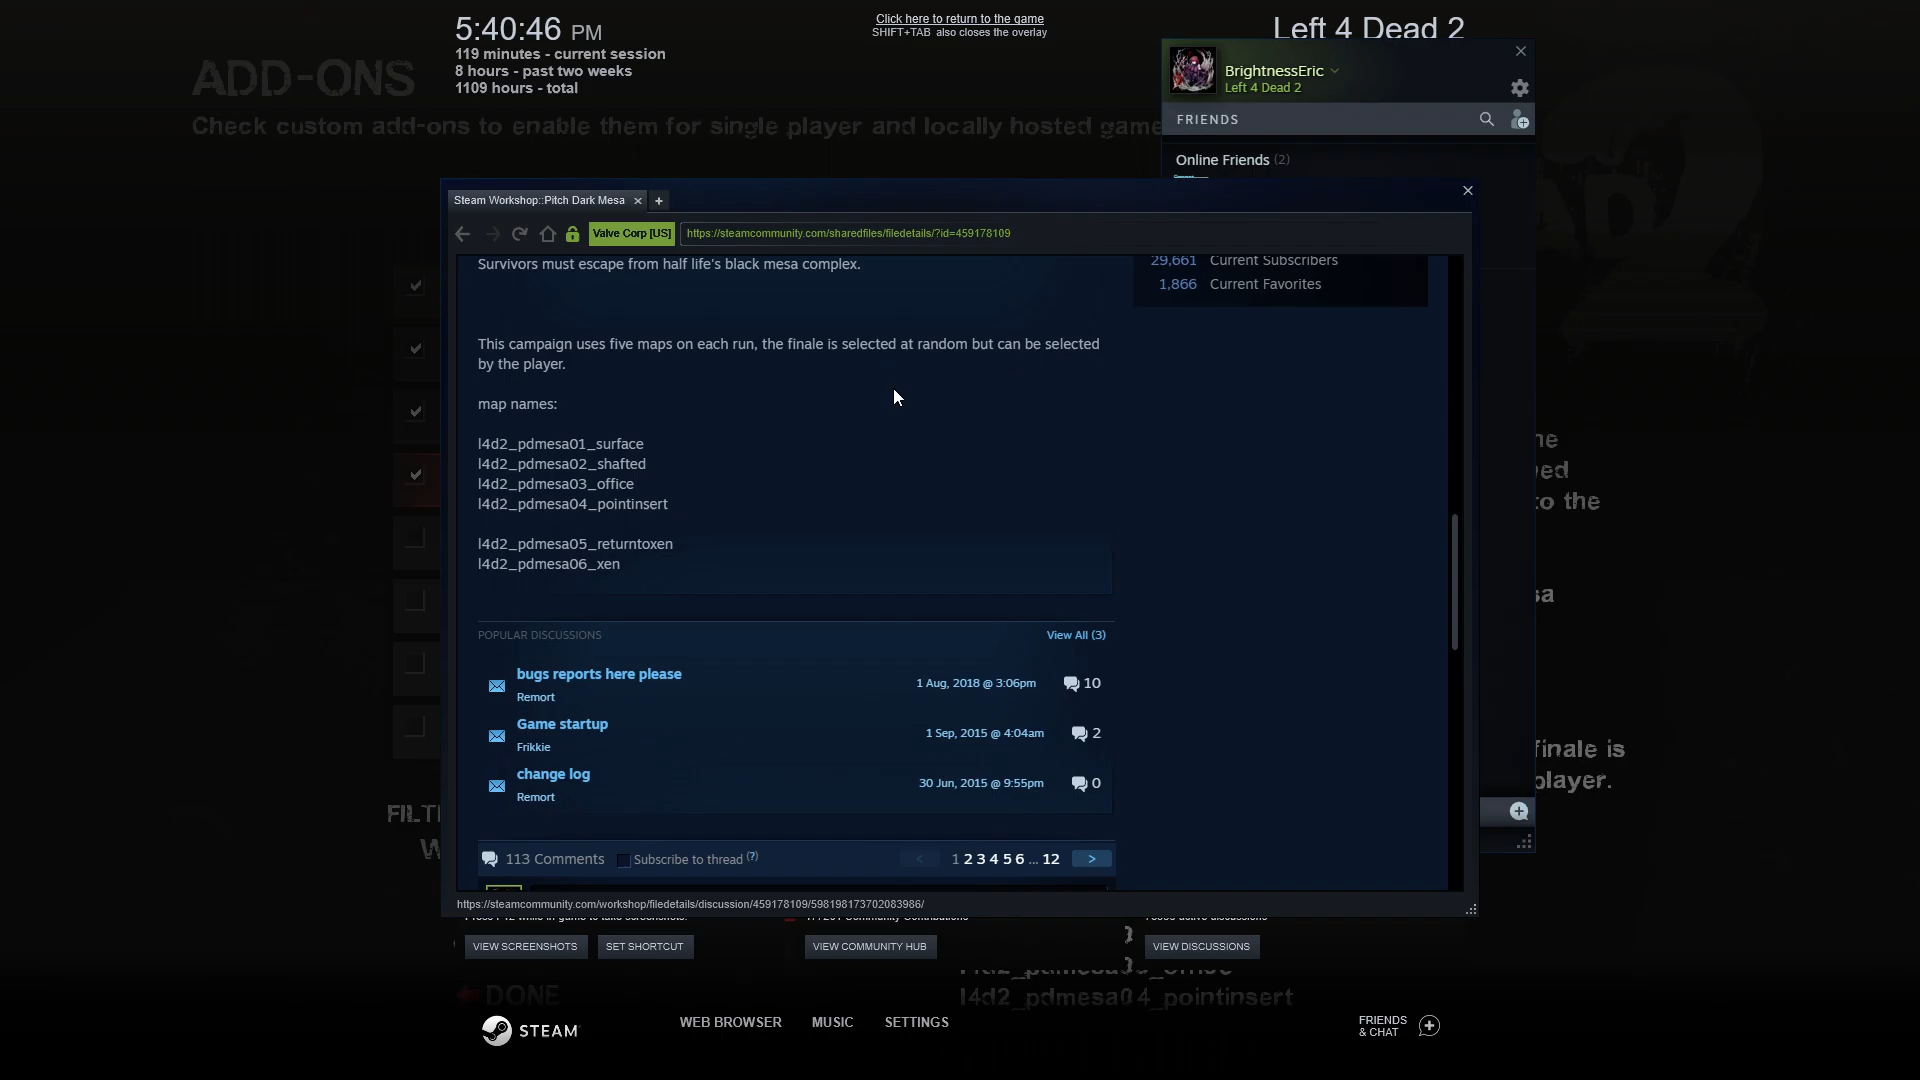 5:40:46 PM
119 minutes - current session
8 hours - past two weeks
1109 hours - total
Click here to return to the game
SHIFT+TAB also closes the overlay
Left 4 Dead 2
ADD-ONS
Check custom add-ons to enable them for single player and locally hosted game
BrightnessEric
Left 4 Dead 2
FRIENDS
Online Friends (2)
Steam Workshop::Pitch Dark Mesa
Valve Corp [US]
https://steamcommunity.com/sharedfiles/filedetails/?id=459178109
Survivors must escape from half life's black mesa complex.
29,661 Current Subscribers
1,866 Current Favorites
This campaign uses five maps on each run, the finale is selected at random but can be selected
by the player.
map names:
l4d2_pdmesa01_surface
l4d2_pdmesa02_shafted
l4d2_pdmesa03_office
l4d2_pdmesa04_pointinsert
l4d2_pdmesa05_returntoxen
l4d2_pdmesa06_xen
to the
finale is
player.
POPULAR DISCUSSIONS
View All (3)
bugs reports here please
Remort
1 Aug, 2018 @ 3:06pm
10
Game startup
Frikkie
1 Sep, 2015 @ 4:04am
2
change log
Remort
30 Jun, 2015 @ 9:55pm
0
113 Comments
Subscribe to thread (?)
< 1 2 3 4 5 6 ... 12 >
https://steamcommunity.com/workshop/filedetails/discussion/459178109/598198173702083986/
VIEW SCREENSHOTS
SET SHORTCUT
VIEW COMMUNITY HUB
VIEW DISCUSSIONS
DONE
l4d2_pdmesa04_pointinsert
STEAM
WEB BROWSER
MUSIC
SETTINGS
FRIENDS
& CHAT